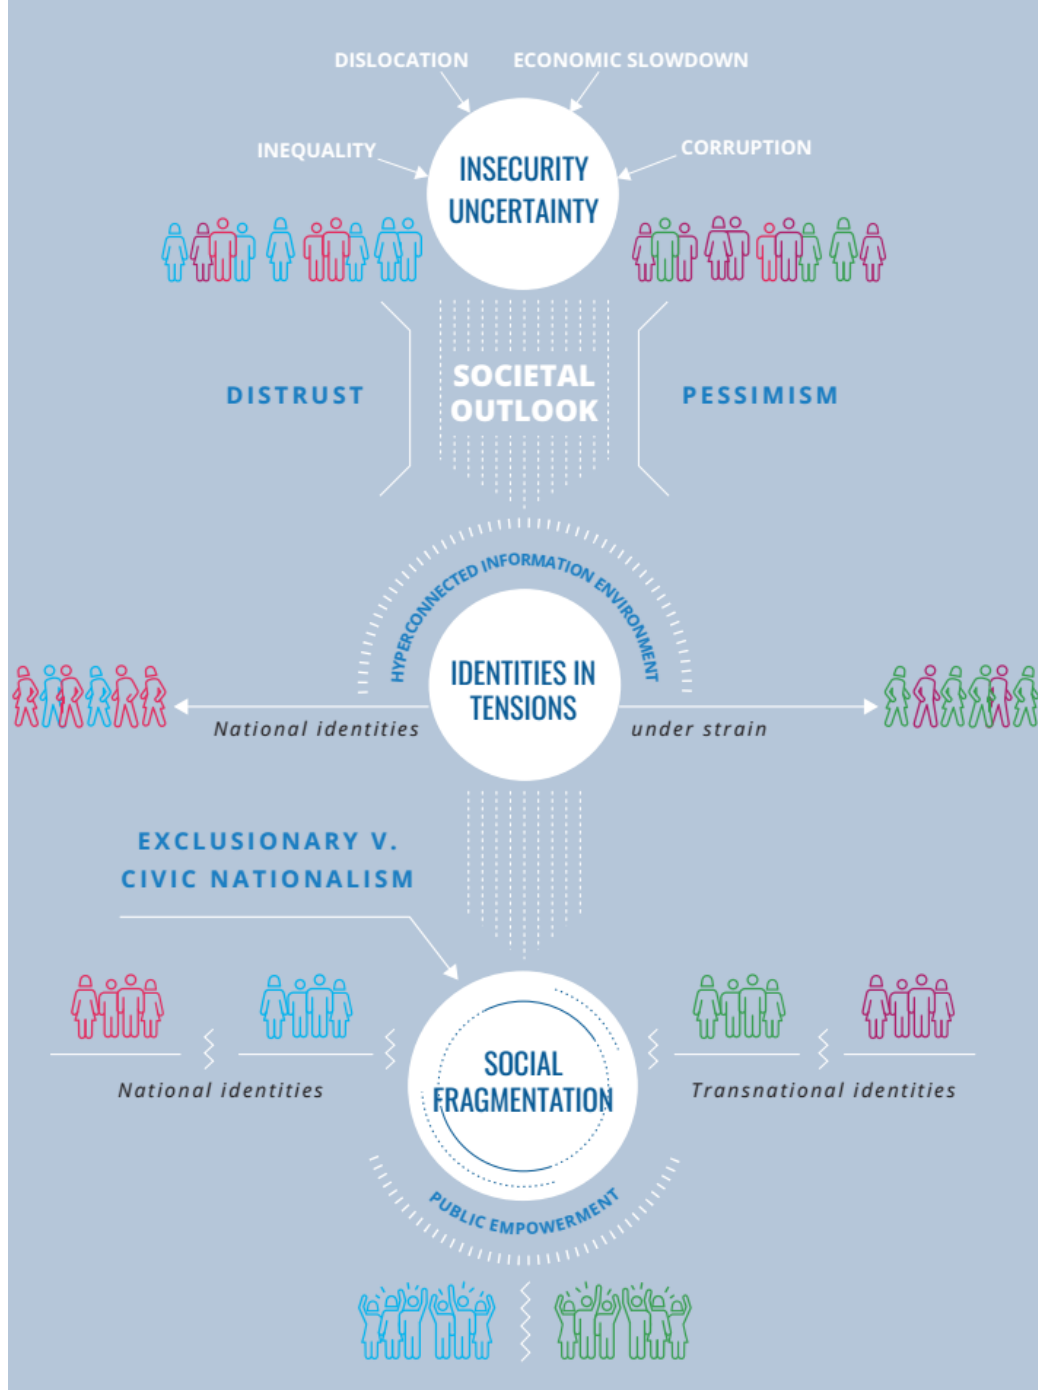 DISLOCATION
ECONOMIC SLOWDOWN
INEQUALITY
CORRUPTION
INSECURITY
UNCERTAINTY
SOCIETAL
OUTLOOK
DISTRUST
PESSIMISM
HYPERCONNECTED INFORMATION ENVIRONMENT
IDENTITIES IN
TENSIONS
National identities
under strain
EXCLUSIONARY V.
CIVIC NATIONALISM
SOCIAL
FRAGMENTATION
National identities
Transnational identities
PUBLIC EMPOWERMENT